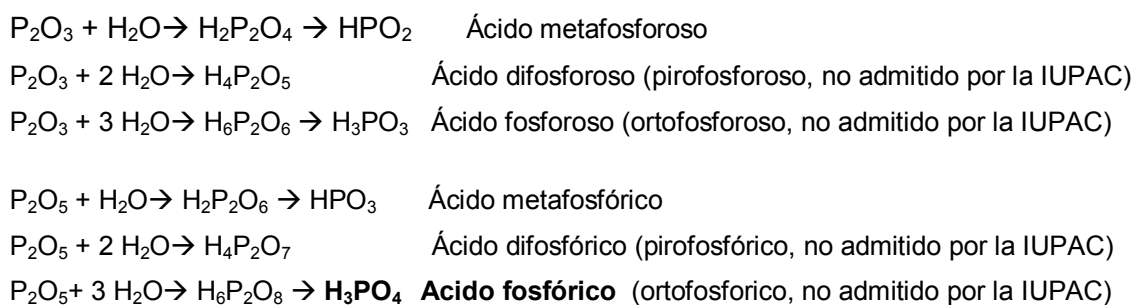 P₂O₃ + H₂O→ H₂P₂O₄ → HPO₂ Ácido metafosforoso
P₂O₃ + 2 H₂O→ H₄P₂O₅ Ácido difosforoso (pirofosforoso, no admitido por la IUPAC)
P₂O₃ + 3 H₂O→ H₆P₂O₆ → H₃PO₃ Ácido fosforoso (ortofosforoso, no admitido por la IUPAC)
P₂O₅ + H₂O→ H₂P₂O₆ → HPO₃ Ácido metafosfórico
P₂O₅ + 2 H₂O→ H₄P₂O₇ Ácido difosfórico (pirofosfórico, no admitido por la IUPAC)
P₂O₅+ 3 H₂O→ H₆P₂O₈ → H₃PO₄ Acido fosfórico (ortofosforico, no admitido por la IUPAC)